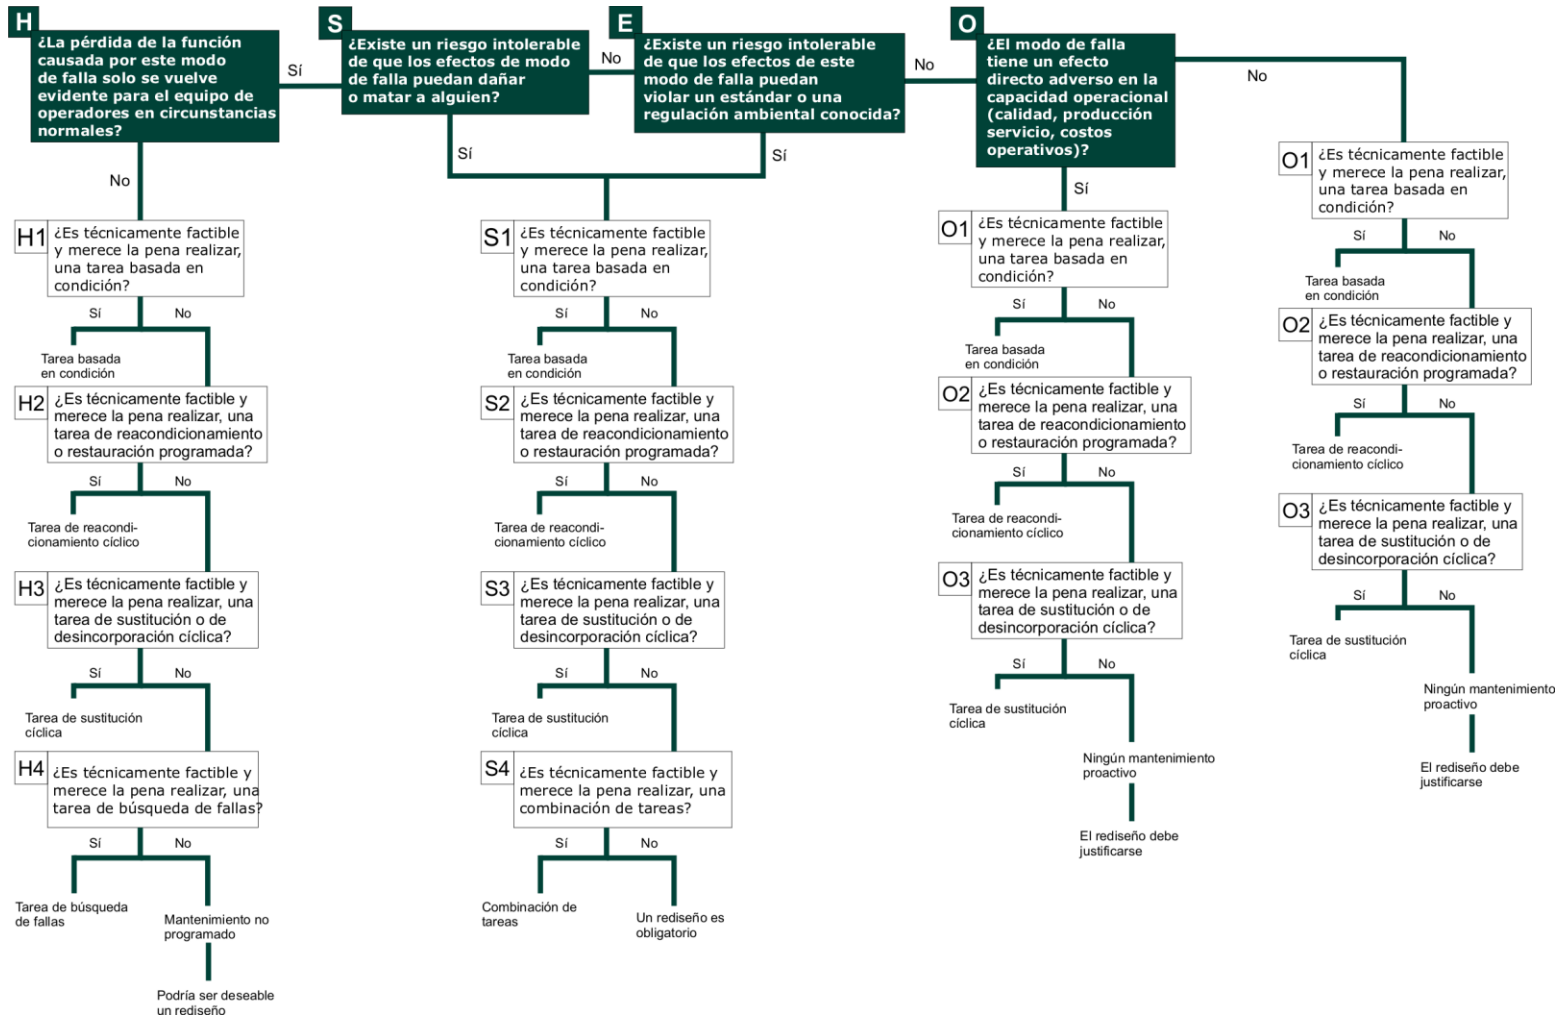 H
¿La pérdida de la función
causada por este modo
de falla solo se vuelve
evidente para el equipo de
operadores en circunstancias
normales?
Sí
No
S
¿Existe un riesgo intolerable
de que los efectos de modo
de falla puedan dañar
o matar a alguien?
No
Sí
E
¿Existe un riesgo intolerable
de que los efectos de este
modo de falla puedan
violar un estándar o una
regulación ambiental conocida?
No
Sí
O
¿El modo de falla
tiene un efecto
directo adverso en la
capacidad operacional
(calidad, producción
servicio, costos
operativos)?
No
Sí
H1
¿Es técnicamente factible
y merece la pena realizar,
una tarea basada en
condición?
Sí
No
Tarea basada
en condición
H2
¿Es técnicamente factible y
merece la pena realizar, una
tarea de reacondicionamiento
o restauración programada?
Sí
No
Tarea de reacondi-
cionamiento cíclico
H3
¿Es técnicamente factible y
merece la pena realizar, una
tarea de sustitución o de
desincorporación cíclica?
Sí
No
Tarea de sustitución
cíclica
H4
¿Es técnicamente factible y
merece la pena realizar, una
tarea de búsqueda de fallas?
Sí
No
Tarea de búsqueda
de fallas
Mantenimiento no
programado
Podría ser deseable
un rediseño
S1
¿Es técnicamente factible
y merece la pena realizar,
una tarea basada en
condición?
Sí
No
Tarea basada
en condición
S2
¿Es técnicamente factible y
merece la pena realizar, una
tarea de reacondicionamiento
o restauración programada?
Sí
No
Tarea de reacondi-
cionamiento cíclico
S3
¿Es técnicamente factible y
merece la pena realizar, una
tarea de sustitución o de
desincorporación cíclica?
Sí
No
Tarea de sustitución
cíclica
S4
¿Es técnicamente factible y
merece la pena realizar, una
combinación de tareas?
Sí
No
Combinación de
tareas
Un rediseño es
obligatorio
O1
¿Es técnicamente factible
y merece la pena realizar,
una tarea basada en
condición?
Sí
No
Tarea basada
en condición
O2
¿Es técnicamente factible y
merece la pena realizar, una
tarea de reacondicionamiento
o restauración programada?
Sí
No
Tarea de reacondi-
cionamiento cíclico
O3
¿Es técnicamente factible y
merece la pena realizar, una
tarea de sustitución o de
desincorporación cíclica?
Sí
No
Tarea de sustitución
cíclica
Ningún mantenimiento
proactivo
El rediseño debe
justificarse
O1
¿Es técnicamente factible
y merece la pena realizar,
una tarea basada en
condición?
Sí
No
Tarea basada
en condición
O2
¿Es técnicamente factible y
merece la pena realizar, una
tarea de reacondicionamiento
o restauración programada?
Sí
No
Tarea de reacondi-
cionamiento cíclico
O3
¿Es técnicamente factible y
merece la pena realizar, una
tarea de sustitución o de
desincorporación cíclica?
Sí
No
Tarea de sustitución
cíclica
Ningún mantenimiento
proactivo
El rediseño debe
justificarse